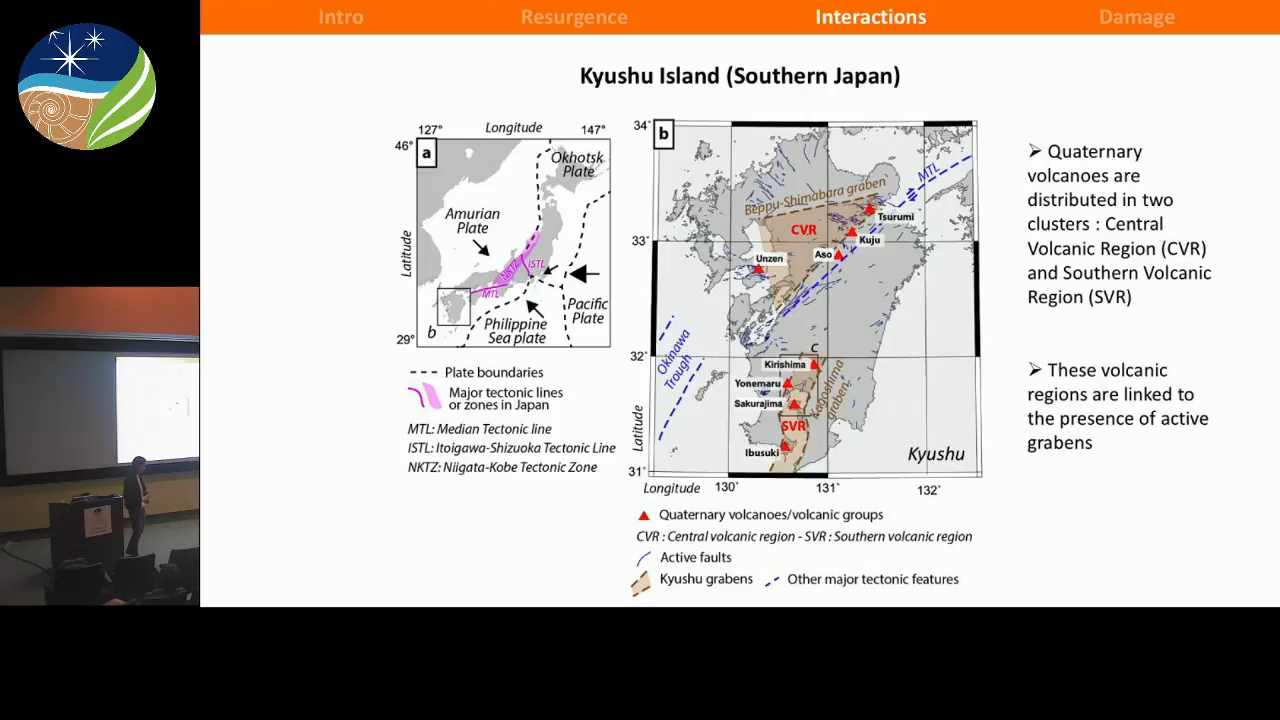 Intro
Resurgence
Interactions
Damage
Kyushu Island (Southern Japan)
127°
Longitude
147°
46°
a
Okhotsk
Plate
Amurian
Plate
Latitude
NKTZ
ISTL
MTL
Pacific
Plate
Philippine
Sea plate
b
29°
Plate boundaries
Major tectonic lines
or zones in Japan
MTL: Median Tectonic line
ISTL: Itoigawa-Shizuoka Tectonic Line
NKTZ: Niigata-Kobe Tectonic Zone
34°
b
MTL
Beppu-Shimabara graben
Tsurumi
CVR
Kuju
33°
Aso
Unzen
Okinawa
Trough
32°
C
Kirishima
Yonemaru
Kagoshima
graben
Sakurajima
SVR
Latitude
Ibusuki
Kyushu
31°
Longitude
130°
131°
132°
Quaternary volcanoes/volcanic groups
CVR : Central volcanic region - SVR : Southern volcanic region
Active faults
Kyushu grabens
Other major tectonic features
➢ Quaternary
volcanoes are
distributed in two
clusters : Central
Volcanic Region (CVR)
and Southern Volcanic
Region (SVR)
➢ These volcanic
regions are linked to
the presence of active
grabens